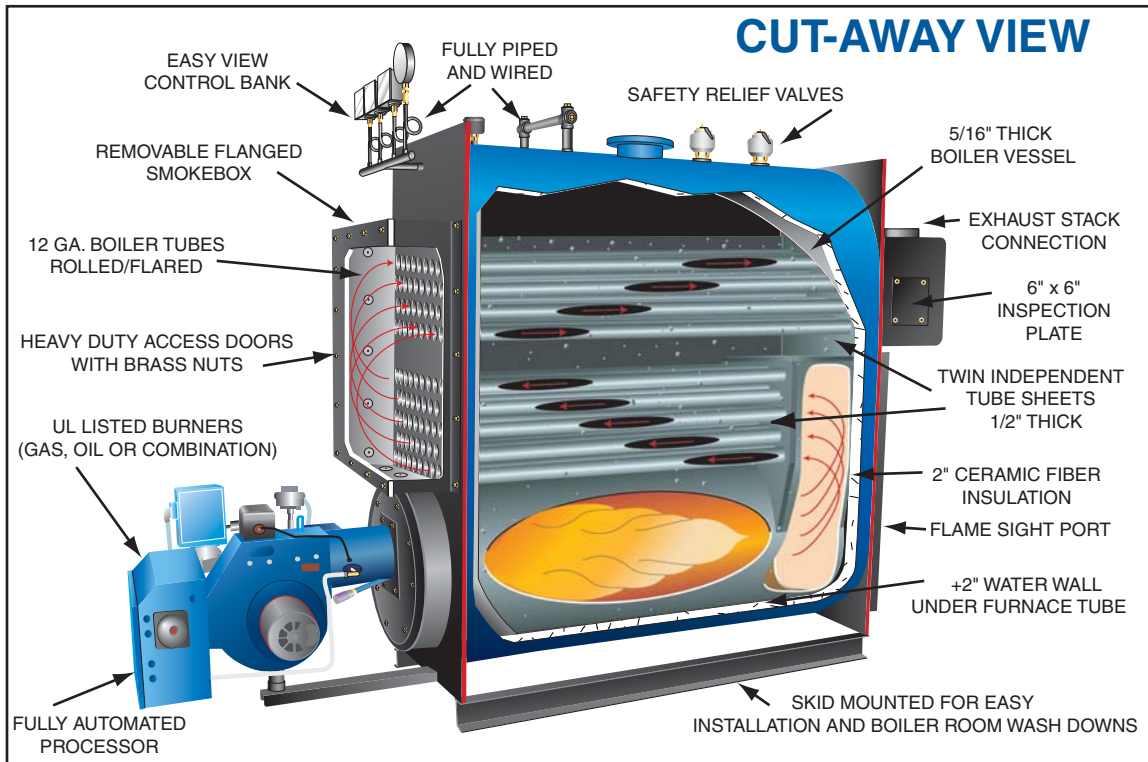 CUT-AWAY VIEW
EASY VIEW
CONTROL BANK
FULLY PIPED
AND WIRED
SAFETY RELIEF VALVES
5/16" THICK
BOILER VESSEL
REMOVABLE FLANGED
SMOKEBOX
EXHAUST STACK
CONNECTION
12 GA. BOILER TUBES
ROLLED/FLARED
6" x 6"
INSPECTION
PLATE
HEAVY DUTY ACCESS DOORS
WITH BRASS NUTS
TWIN INDEPENDENT
TUBE SHEETS
1/2" THICK
UL LISTED BURNERS
(GAS, OIL OR COMBINATION)
2" CERAMIC FIBER
INSULATION
FLAME SIGHT PORT
+2" WATER WALL
UNDER FURNACE TUBE
FULLY AUTOMATED
PROCESSOR
SKID MOUNTED FOR EASY
INSTALLATION AND BOILER ROOM WASH DOWNS